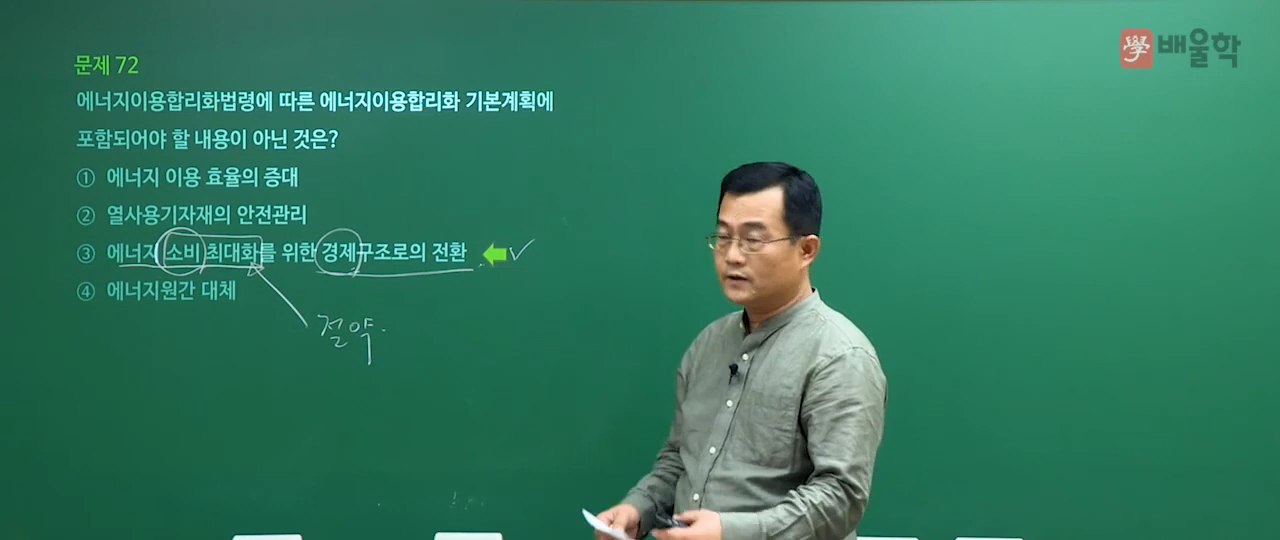 學배울학
문제 72
에너지이용합리화법령에 따른 에너지이용합리화 기본계획에
포함되어야 할 내용이 아닌 것은?
① 에너지 이용 효율의 증대
② 열사용기자재의 안전관리
③ 에너지 소비 최대화를 위한 경제구조로의 전환
④ 에너지원간 대체
절약